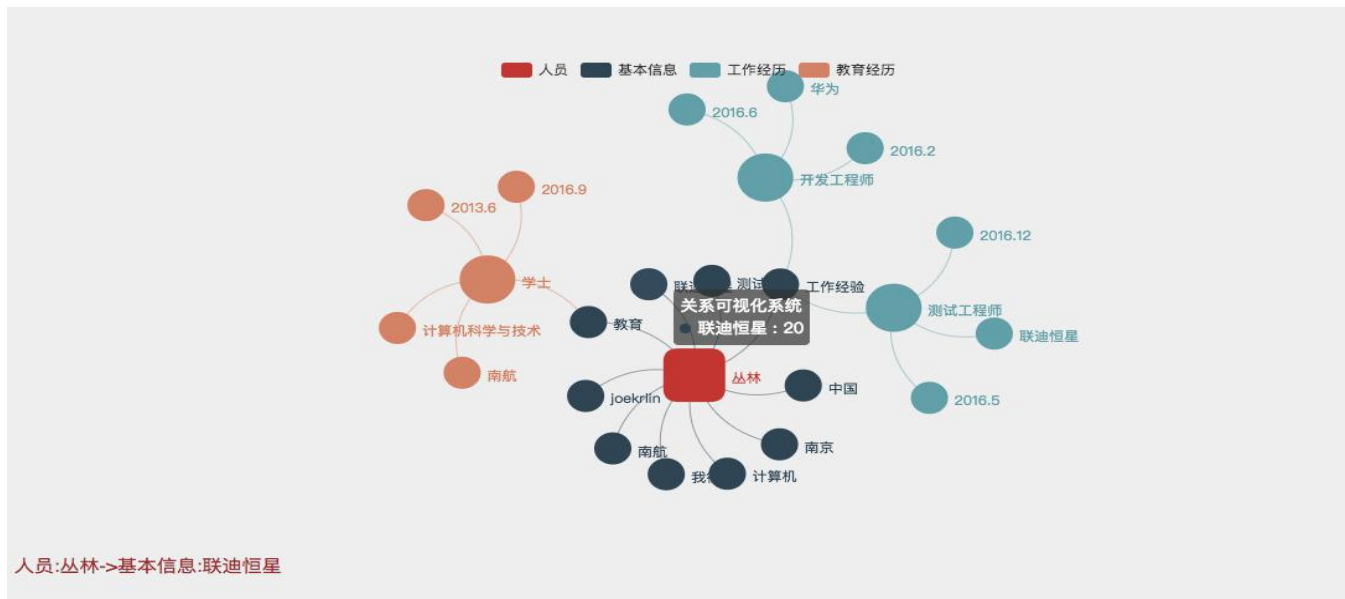 人员
基本信息
工作经历
教育经历
华为
2016.6
2016.2
开发工程师
2016.9
2013.6
2016.12
学士
测试
工作经验
关系可视化系统
联迪恒星：20
测试工程师
教育
计算机科学与技术
联迪恒星
南航
丛林
中国
joekrlin
2016.5
南航
南京
计算机
人员:丛林->基本信息:联迪恒星